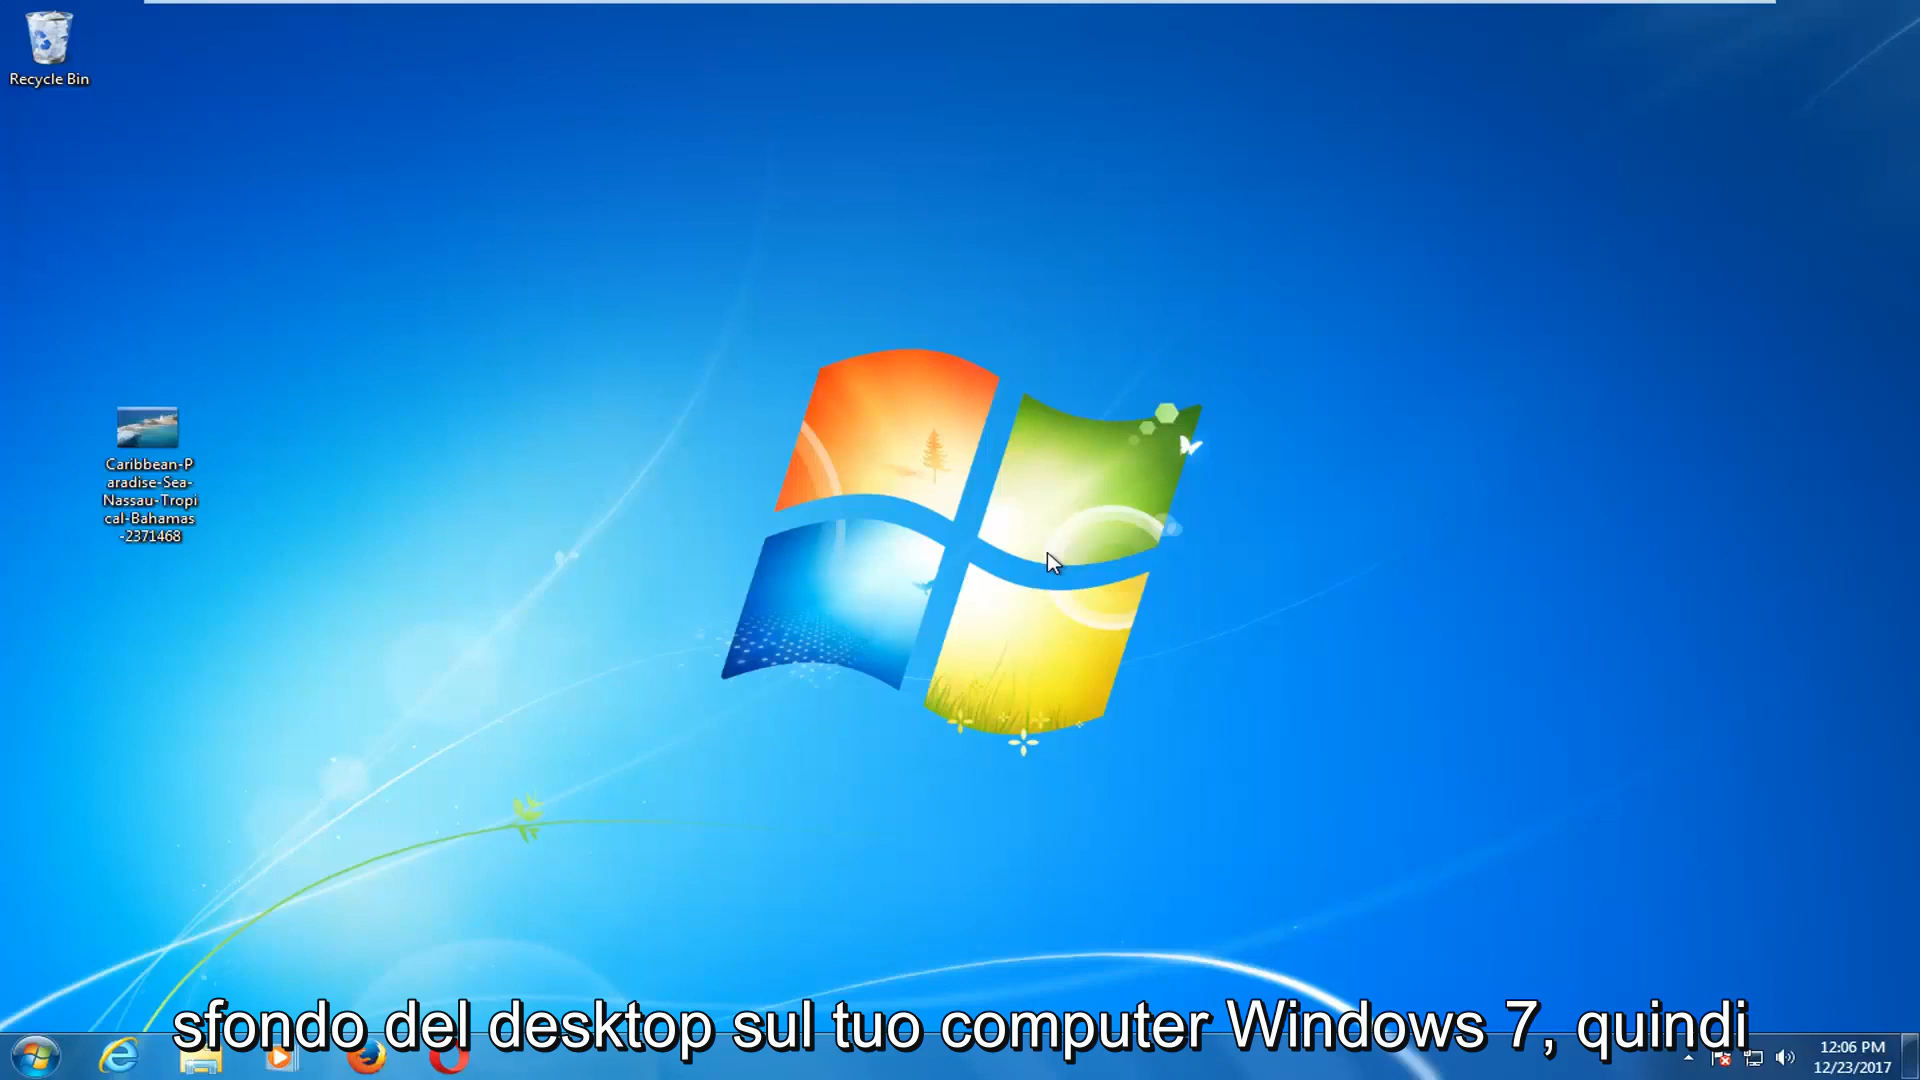 Recycle Bin
Caribbean-P
aradise-Sea-
Nassau-Tropi
cal-Bahamas
-2371468
sfondo del desktop sul tuo computer Windows 7, quindi
12:06 PM
12/23/2017